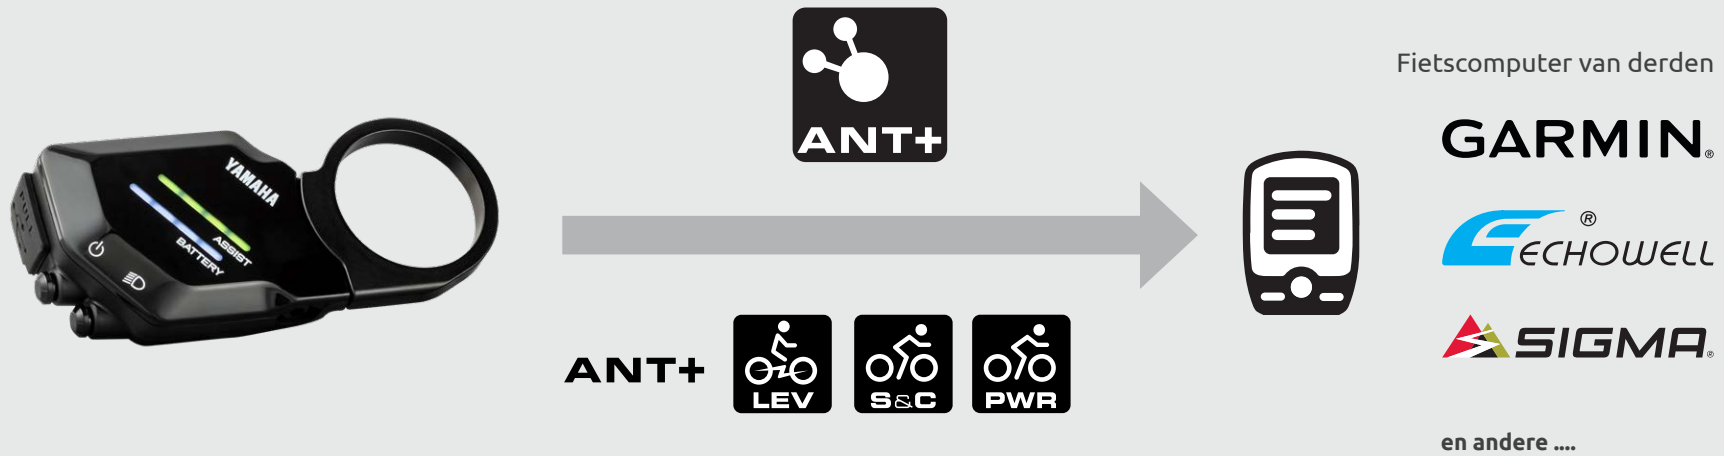 YAMAHA
ASSIST
BATTERY
ANT+
ANT+
LEV
S&C
PWR
Fietscomputer van derden
GARMIN®
®
ECHOWELL
SIGMA®
en andere ....